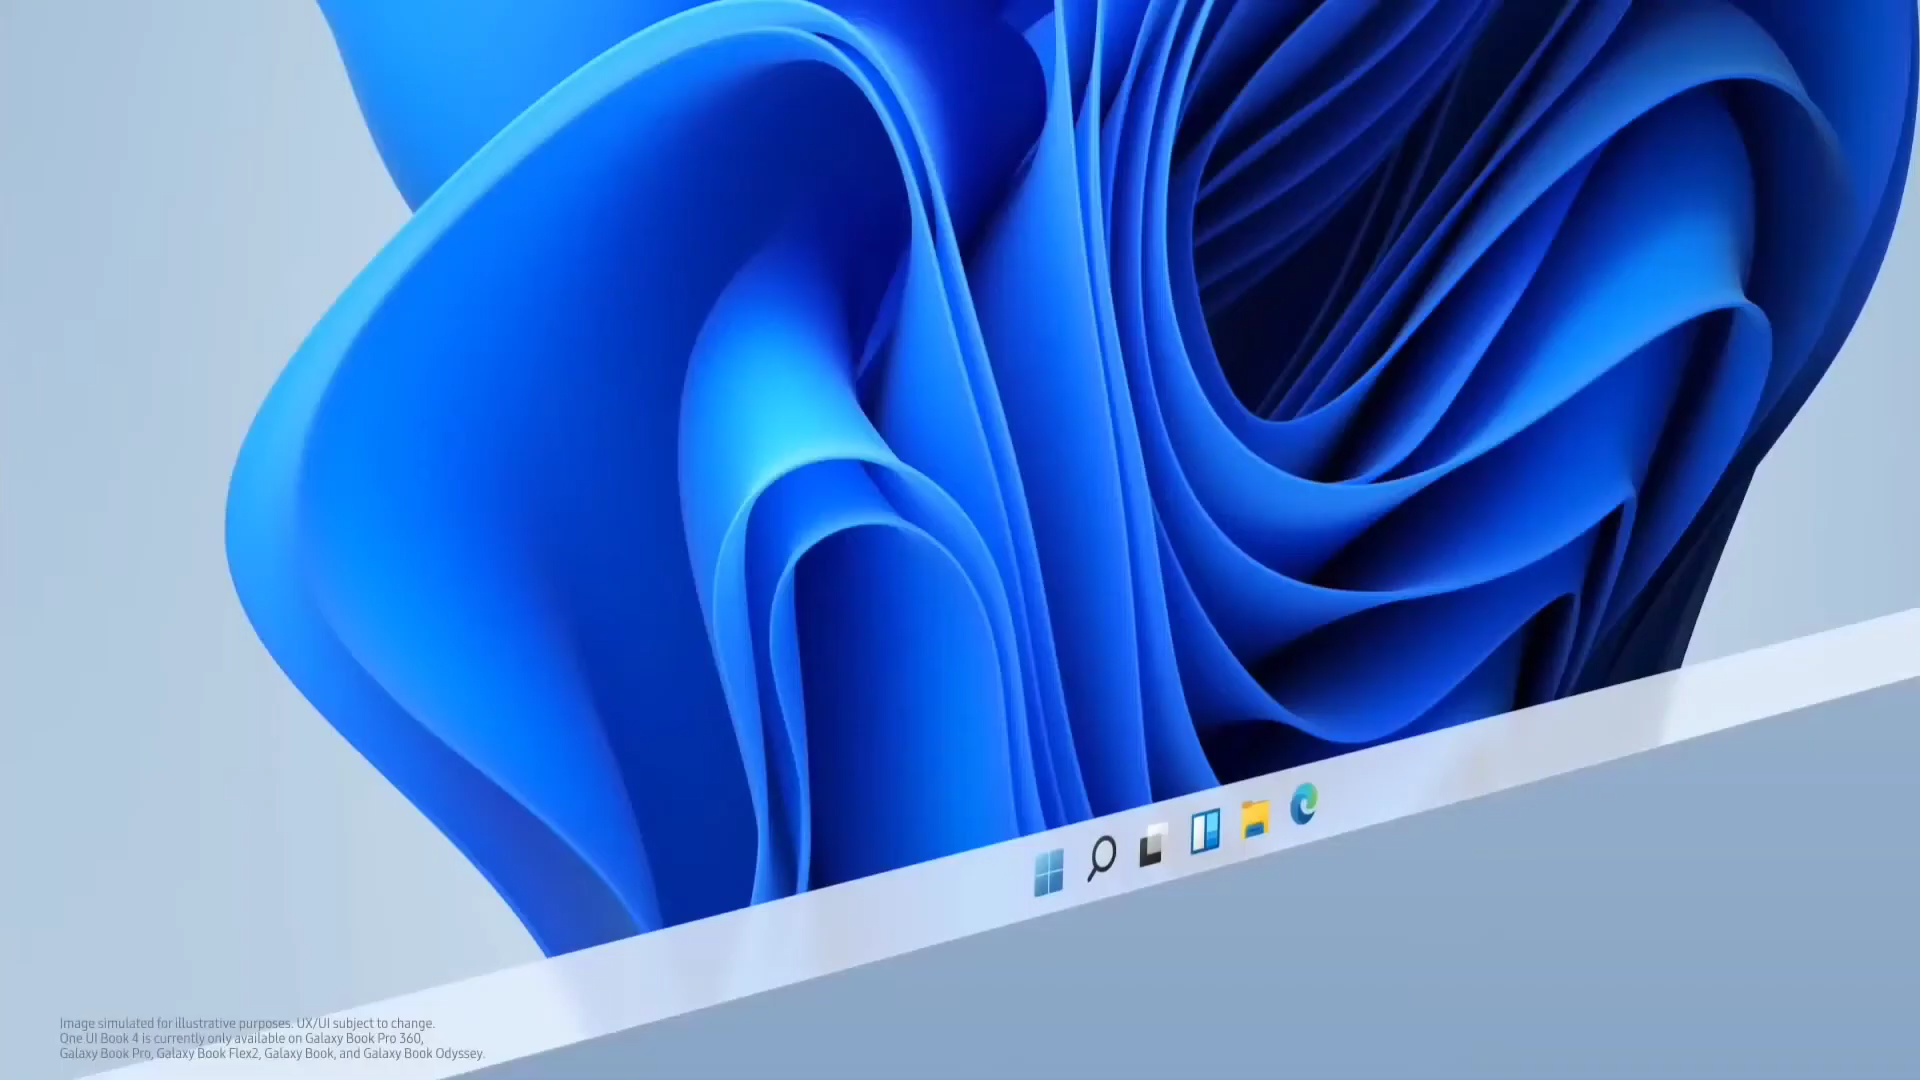 Image simulated for illustrative purposes. UX/UI subject to change.
One UI Book 4 is currently only available on Galaxy Book Pro 360,
Galaxy Book Pro, Galaxy Book Flex2, Galaxy Book, and Galaxy Book Odyssey.